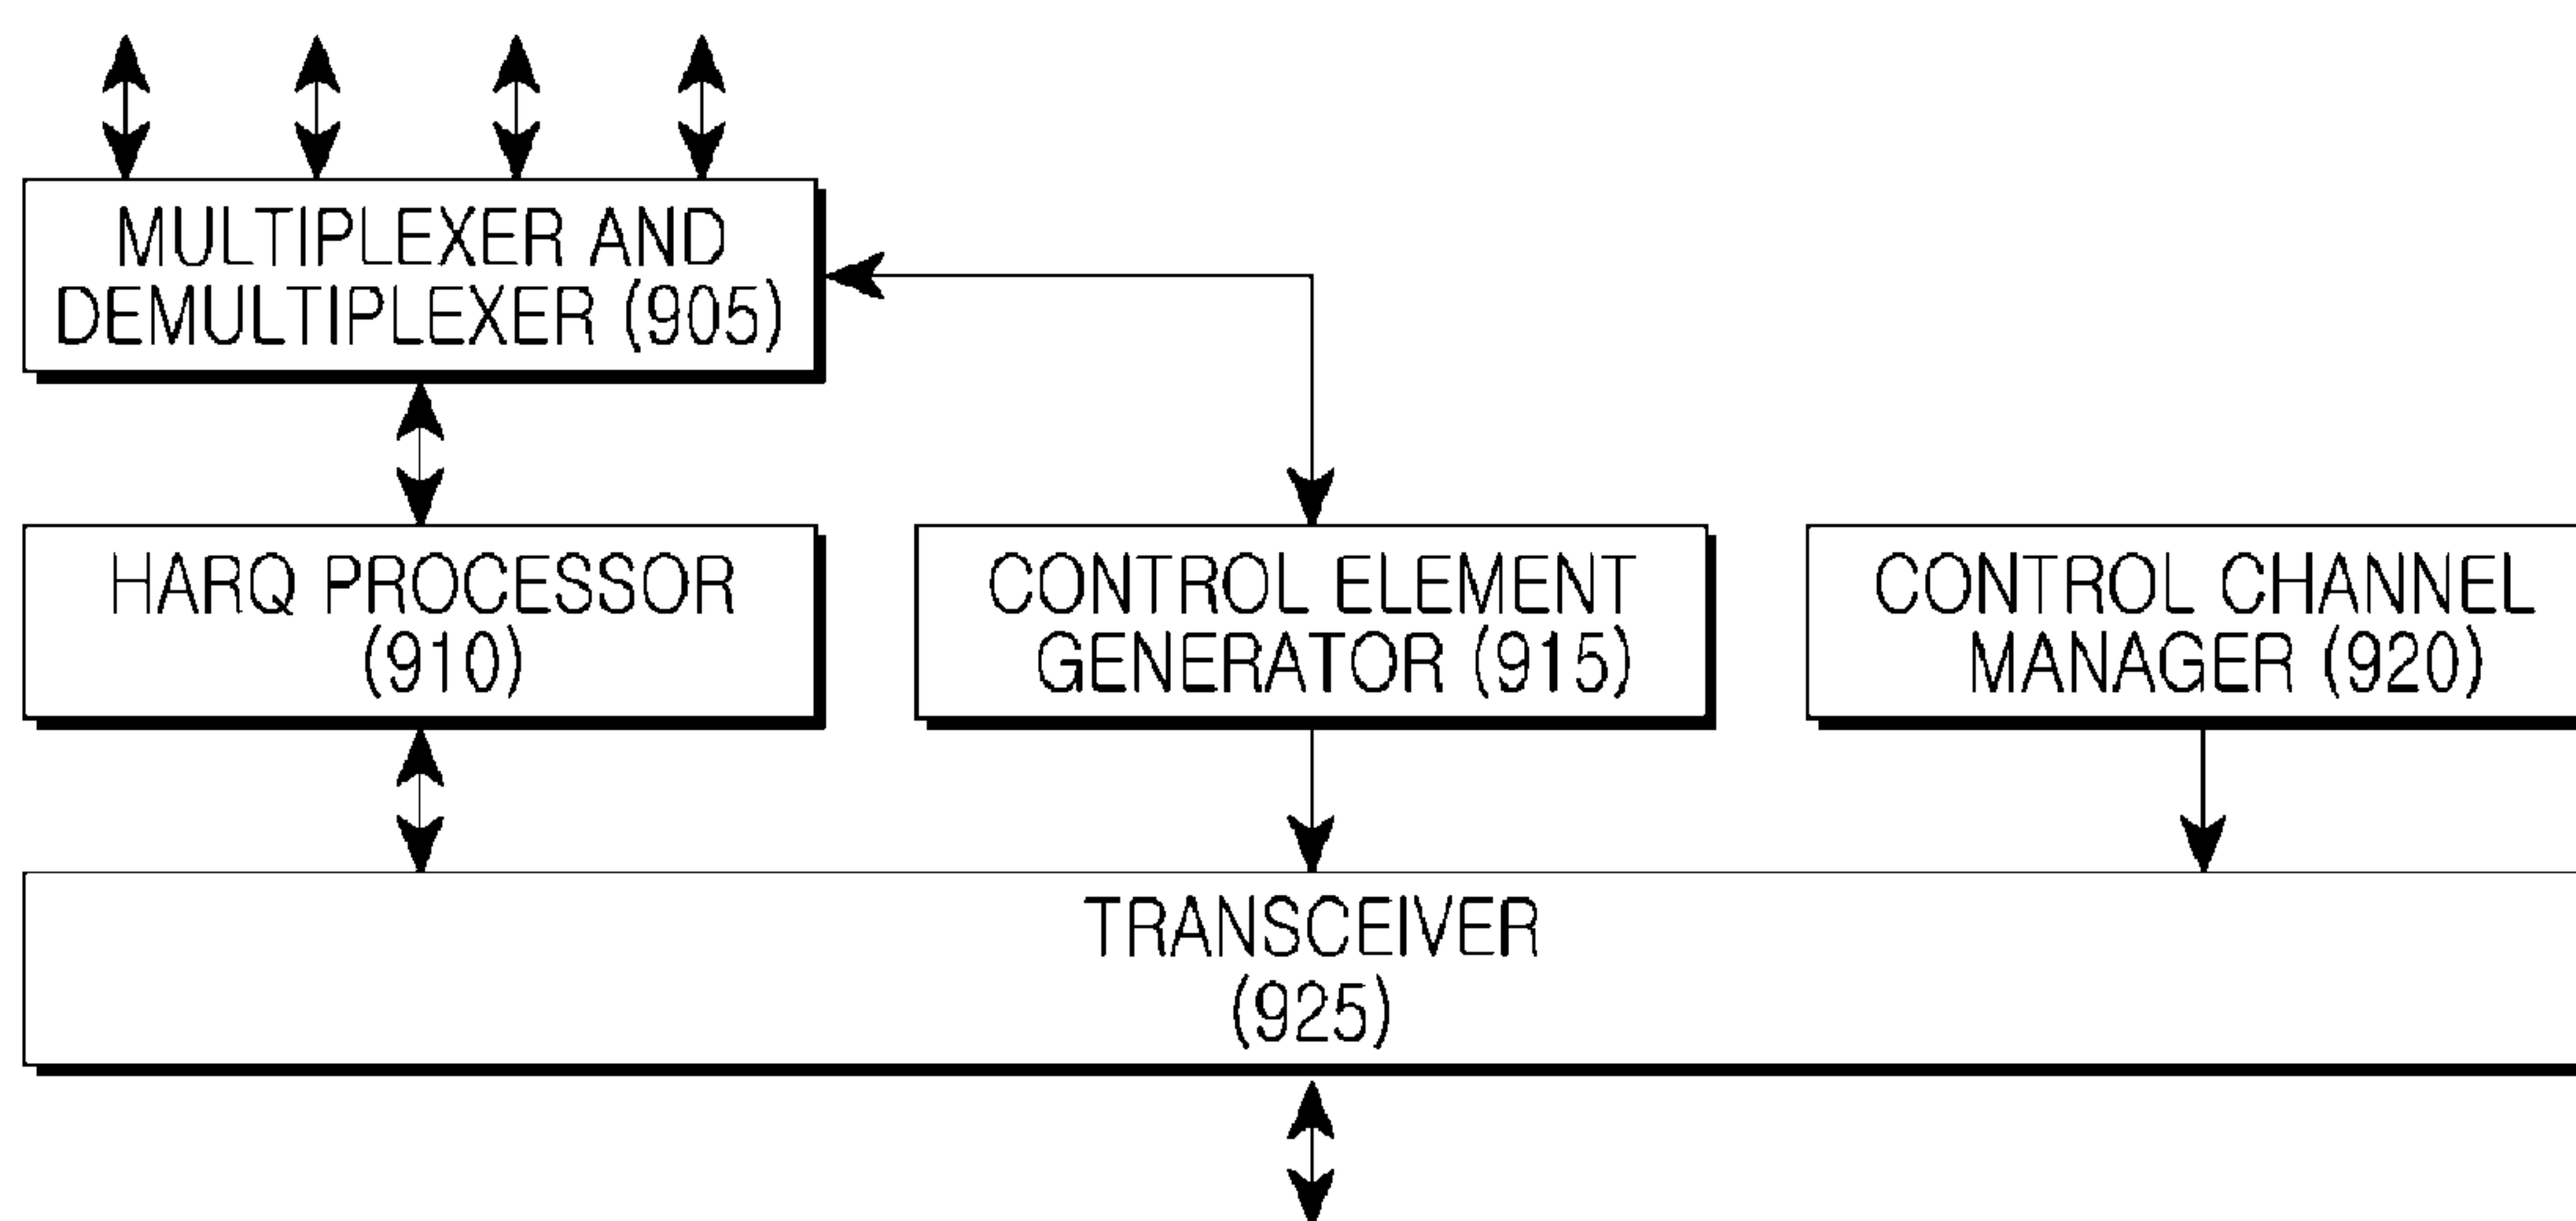 MULTIPLEXER AND
DEMULTIPLEXER (905)
HARQ PROCESSOR
(910)
CONTROL ELEMENT
GENERATOR (915)
CONTROL CHANNEL
MANAGER (920)
TRANSCEIVER
(925)